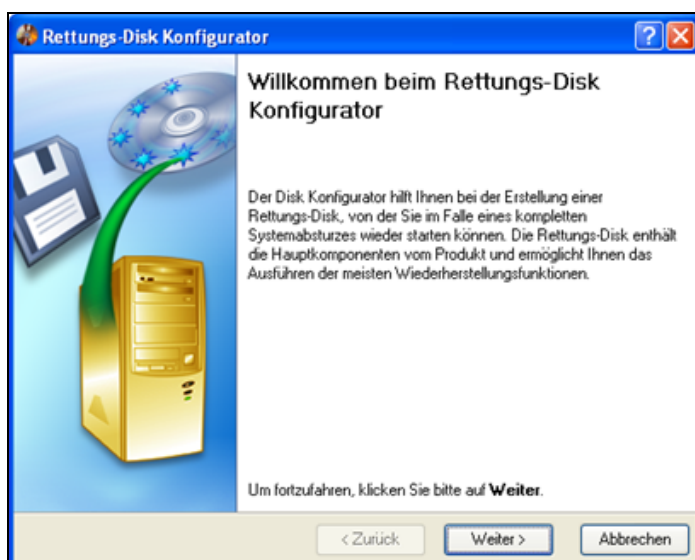 Rettungs-Disk Konfigurator
Willkommen beim Rettungs-Disk
Konfigurator
Der Disk Konfigurator hilft Ihnen bei der Erstellung einer
Rettungs-Disk, von der Sie im Falle eines kompletten
Systemabsturzes wieder starten können. Die Rettungs-Disk enthält
die Hauptkomponenten vom Produkt und ermöglicht Ihnen das
Ausführen der meisten Wiederherstellungsfunktionen.
Um fortzufahren, klicken Sie bitte auf Weiter.
< Zurück
Weiter >
Abbrechen